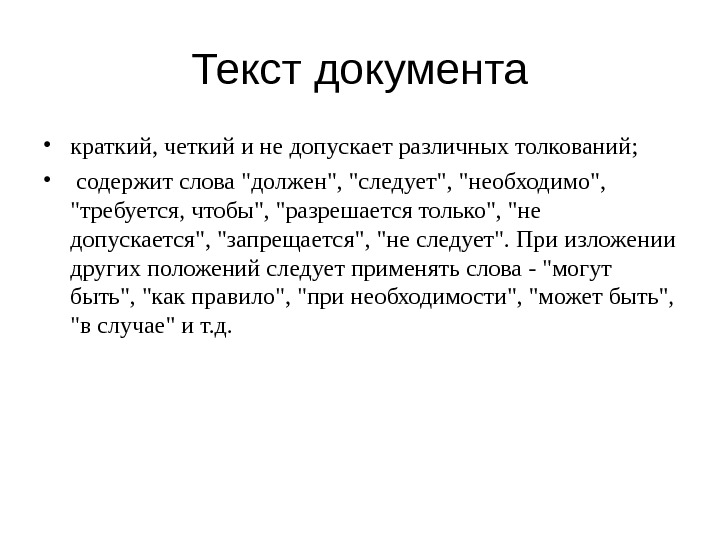 Текст документа
• краткий, четкий и не допускает различных толкований;
• содержит слова "должен", "следует", "необходимо",
"требуется, чтобы", "разрешается только", "не
допускается", "запрещается", "не следует". При изложении
других положений следует применять слова - "могут
быть", "как правило", "при необходимости", "может быть",
"в случае" и т.д.